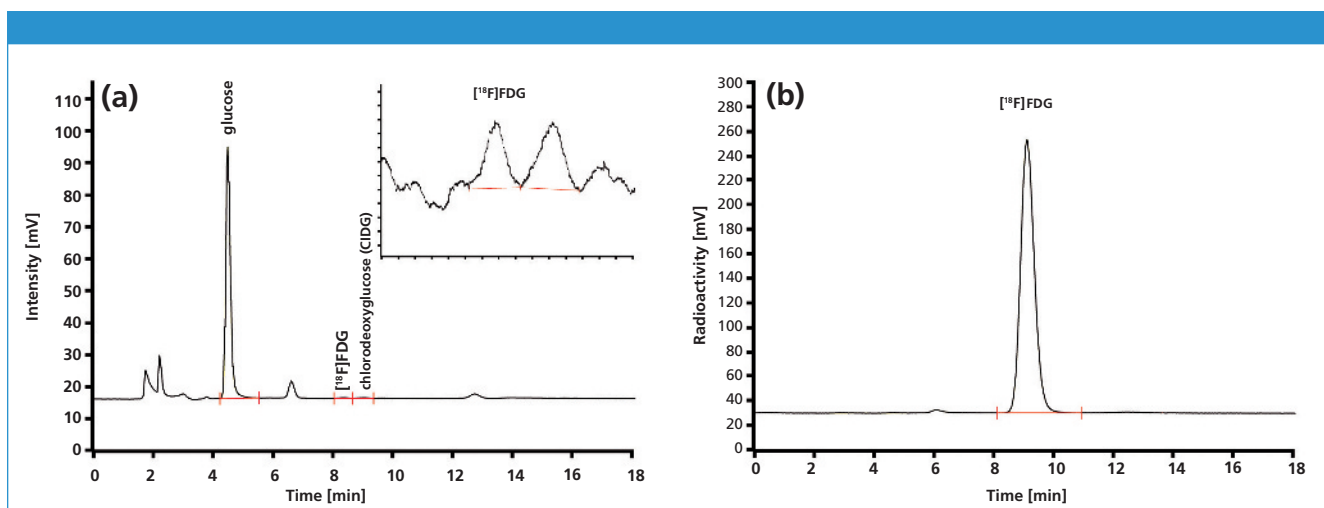 (a)
Intensity [mV]
110
100
90
80
70
60
50
40
30
20
10
0
0 2 4 6 8 10 12 14 16 18
Time [min]
glucose
[¹⁸F]FDG
chlorodeoxyglucose (ClDG)
[¹⁸F]FDG
(b)
Radioactivity [mV]
300
280
260
240
220
200
180
160
140
120
100
80
60
40
20
0
0 2 4 6 8 10 12 14 16 18
Time [min]
[¹⁸F]FDG